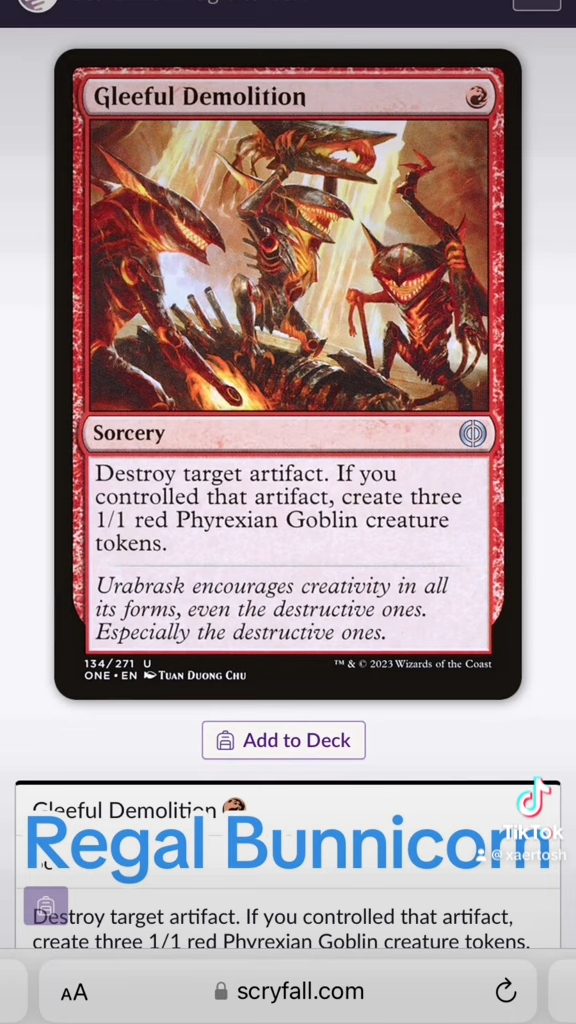 Gleeful Demolition
Sorcery
Destroy target artifact. If you
controlled that artifact, create three
1/1 red Phyrexian Goblin creature
tokens.
Urabrask encourages creativity in all
its forms, even the destructive ones.
Especially the destructive ones.
134/271 U
ONE • EN TUAN DUONG CHU
™ & © 2023 Wizards of the Coast
Add to Deck
Gleeful Demolition
Regal Bunnicorn
TikTok
@xaertosh
Destroy target artifact. If you controlled that artifact,
create three 1/1 red Phyrexian Goblin creature tokens.
AA
scryfall.com